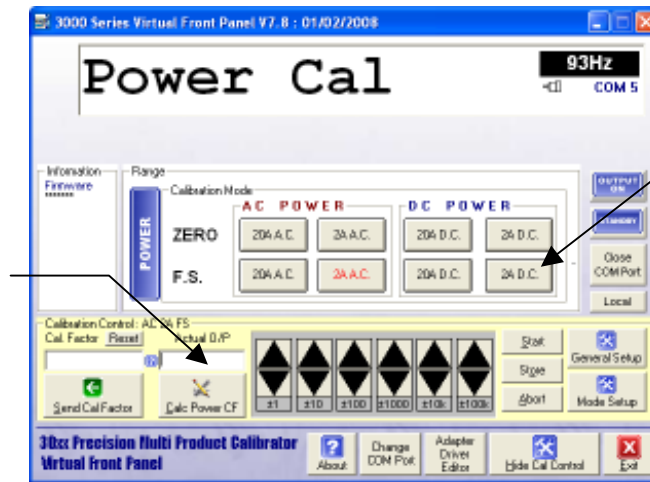 3000 Series Virtual Front Panel V7.8 : 01/02/2008
Power Cal
93Hz
COM 5
Information
Firmware
Range
Calibration Mode
AC POWER
DC POWER
POWER
ZERO
20A A.C.
2A A.C.
20A D.C.
2A D.C.
F.S.
20A A.C.
2A A.C.
20A D.C.
2A D.C.
OUTPUT ON
STANDBY
Close COM Port
Local
Calibration Control: AC 2A FS
Cal. Factor
Reset
Actual O/P
Send Cal Factor
Calc Power CF
±1
±10
±100
±1000
±10k
±100k
Start
Store
Abort
General Setup
Mode Setup
30xx Precision Multi Product Calibrator
Virtual Front Panel
About
Change COM Port
Adapter Driver Editor
Hide Cal Control
Exit